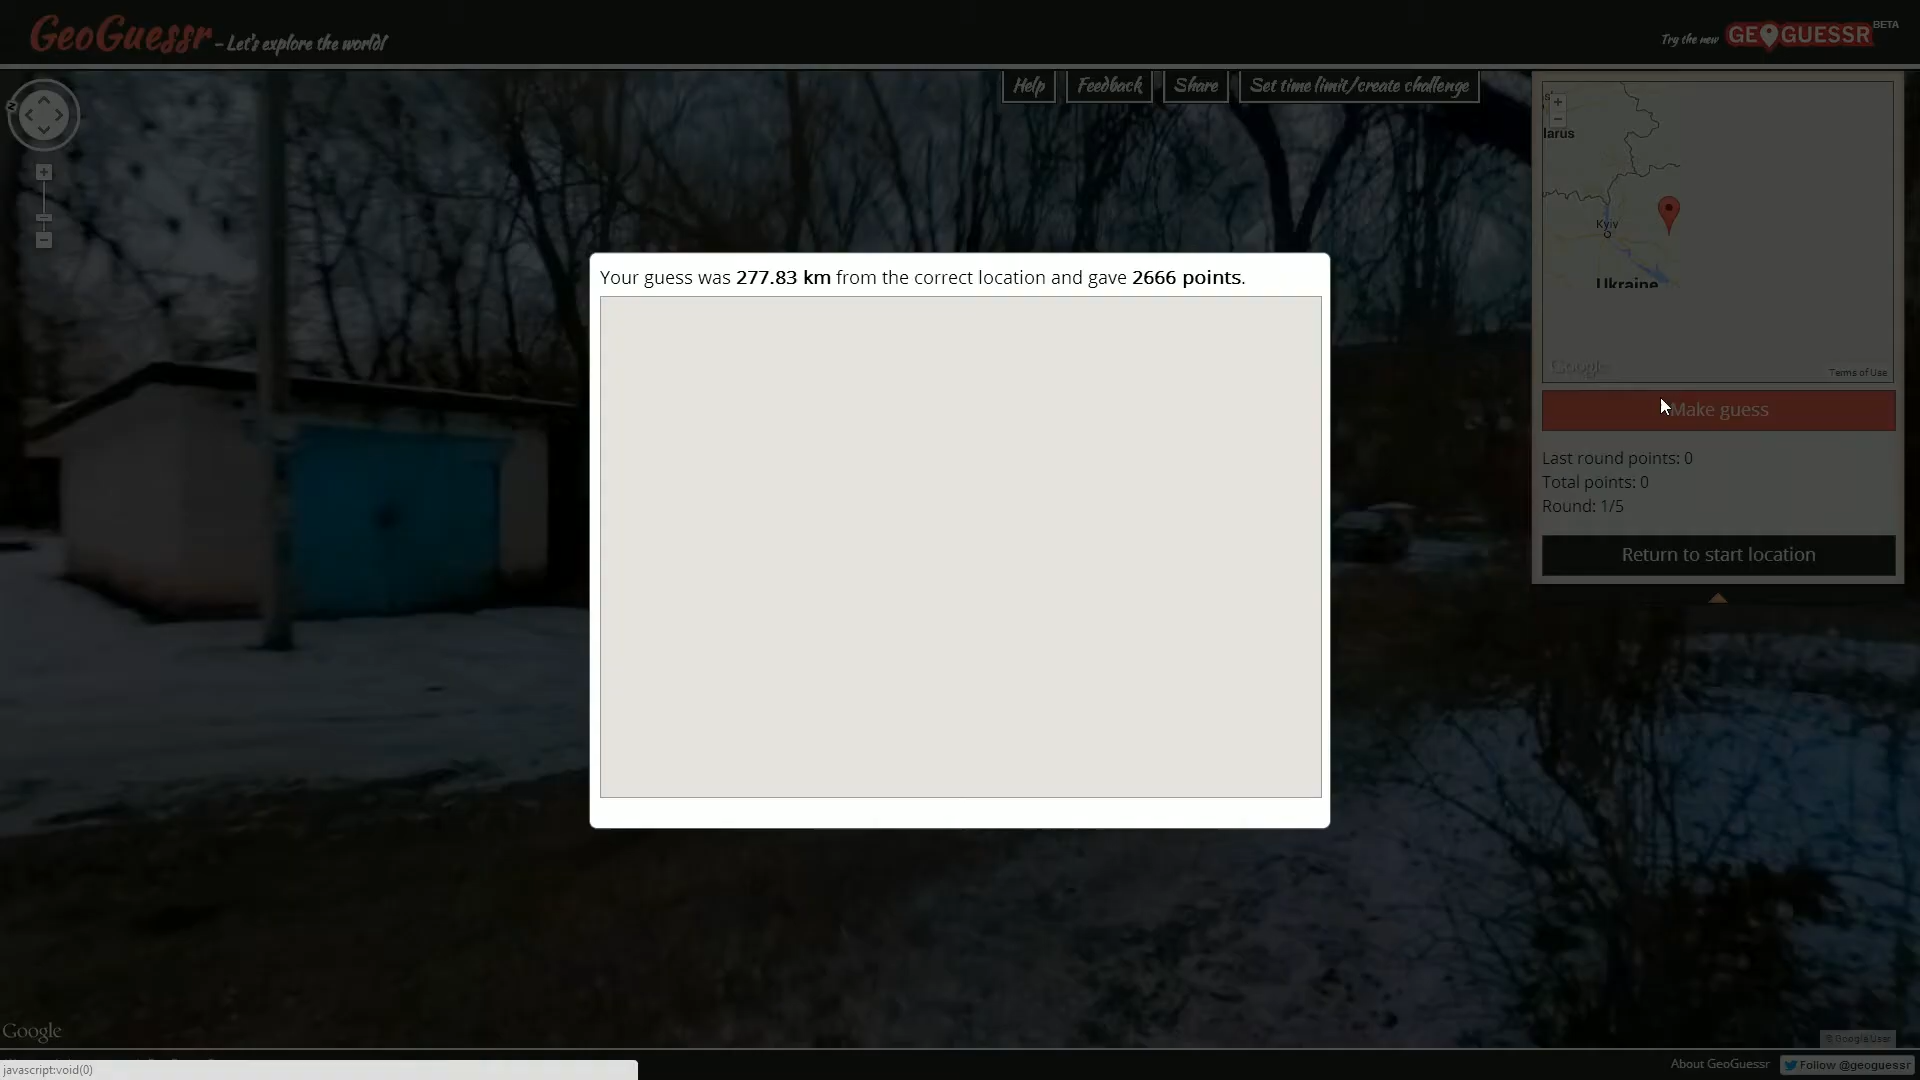 GeoGuessr - Let's explore the world!
Try the new GEOGUESSR BETA
Help
Feedback
Share
Set time limit/create challenge
larus
Kyiv
Ukraine
Google
Terms of Use
Your guess was 277.83 km from the correct location and gave 2666 points.
Make guess
Last round points: 0
Total points: 0
Round: 1/5
Return to start location
Google
© Google User
About GeoGuessr
Follow @geoguessr
javascript:void(0)